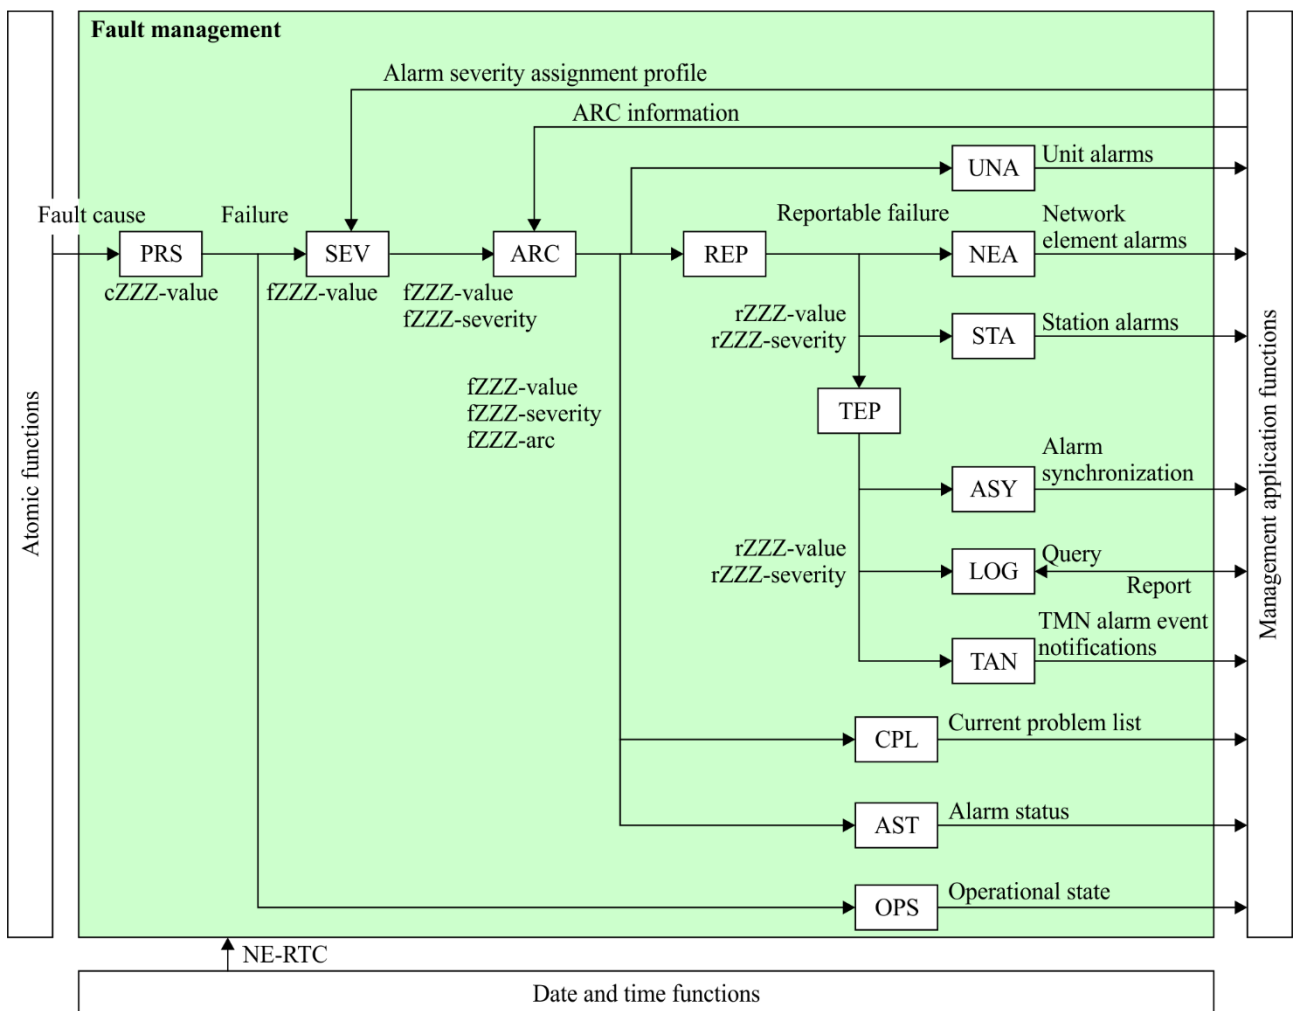 Fault management
Alarm severity assignment profile
ARC information
UNA
Unit alarms
Fault cause
Failure
Reportable failure
Network
element alarms
PRS
SEV
ARC
REP
NEA
cZZZ-value
fZZZ-value
fZZZ-value
fZZZ-severity
rZZZ-value
rZZZ-severity
STA
Station alarms
fZZZ-value
fZZZ-severity
fZZZ-arc
TEP
Alarm
synchronization
ASY
rZZZ-value
rZZZ-severity
LOG
Query
Report
TMN alarm event
notifications
TAN
CPL
Current problem list
AST
Alarm status
OPS
Operational state
Atomic functions
Management application functions
NE-RTC
Date and time functions